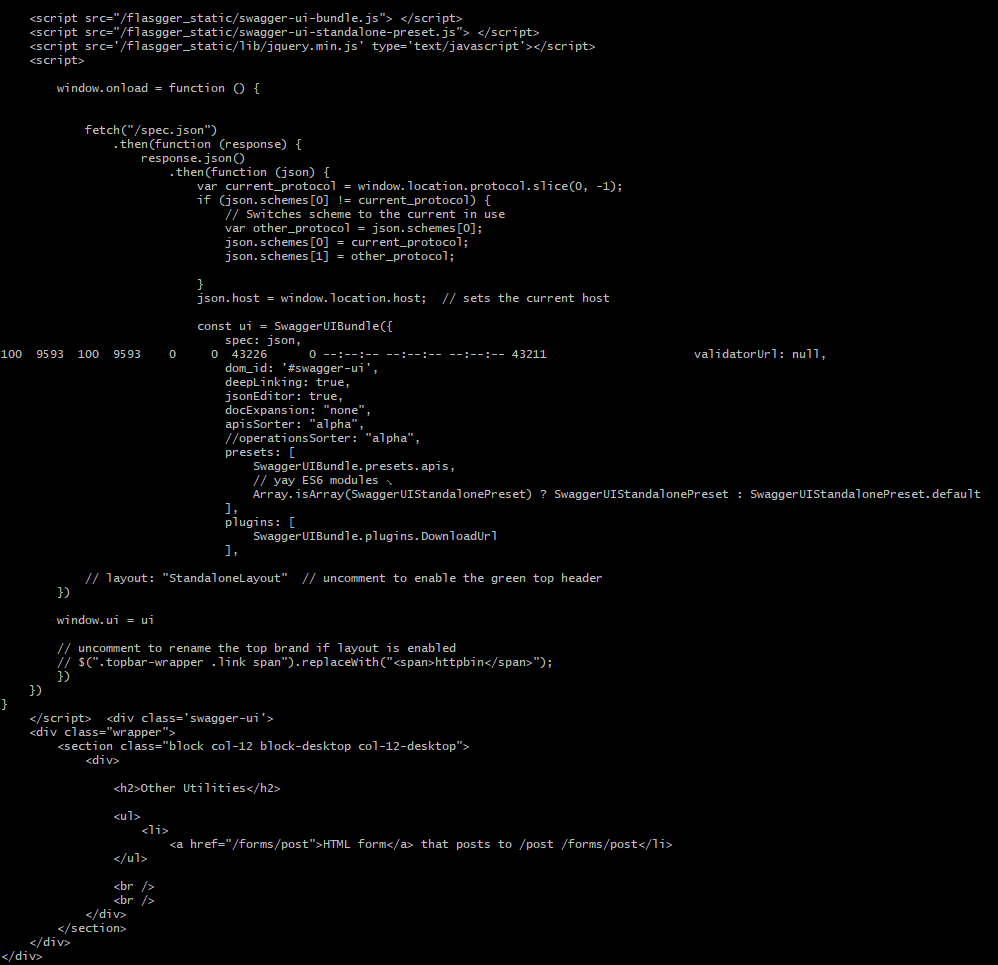 <script src="/flasgger_static/swagger-ui-bundle.js"> </script>
    <script src="/flasgger_static/swagger-ui-standalone-preset.js"> </script>
    <script src='/flasgger_static/lib/jquery.min.js' type='text/javascript'></script>
    <script>

        window.onload = function () {


            fetch("/spec.json")
                .then(function (response) {
                    response.json()
                        .then(function (json) {
                            var current_protocol = window.location.protocol.slice(0, -1);
                            if (json.schemes[0] != current_protocol) {
                                // Switches scheme to the current in use
                                var other_protocol = json.schemes[0];
                                json.schemes[0] = current_protocol;
                                json.schemes[1] = other_protocol;

                            }
                            json.host = window.location.host;  // sets the current host

                            const ui = SwaggerUIBundle({
                                spec: json,
100  9593  100  9593    0     0  43226      0 --:--:-- --:--:-- --:--:-- 43211                     validatorUrl: null,
                                dom_id: '#swagger-ui',
                                deepLinking: true,
                                jsonEditor: true,
                                docExpansion: "none",
                                apisSorter: "alpha",
                                //operationsSorter: "alpha",
                                presets: [
                                    SwaggerUIBundle.presets.apis,
                                    // yay ES6 modules ↘
                                    Array.isArray(SwaggerUIStandalonePreset) ? SwaggerUIStandalonePreset : SwaggerUIStandalonePreset.default
                                ],
                                plugins: [
                                    SwaggerUIBundle.plugins.DownloadUrl
                                ],

            // layout: "StandaloneLayout"  // uncomment to enable the green top header
        })

        window.ui = ui

        // uncomment to rename the top brand if layout is enabled
        // $(".topbar-wrapper .link span").replaceWith("<span>httpbin</span>");
        })
    })
}
    </script>  <div class='swagger-ui'>
    <div class="wrapper">
        <section class="block col-12 block-desktop col-12-desktop">
            <div>

                <h2>Other Utilities</h2>

                <ul>
                    <li>
                        <a href="/forms/post">HTML form</a> that posts to /post /forms/post</li>
                </ul>

                <br />
                <br />
            </div>
        </section>
    </div>
</div>